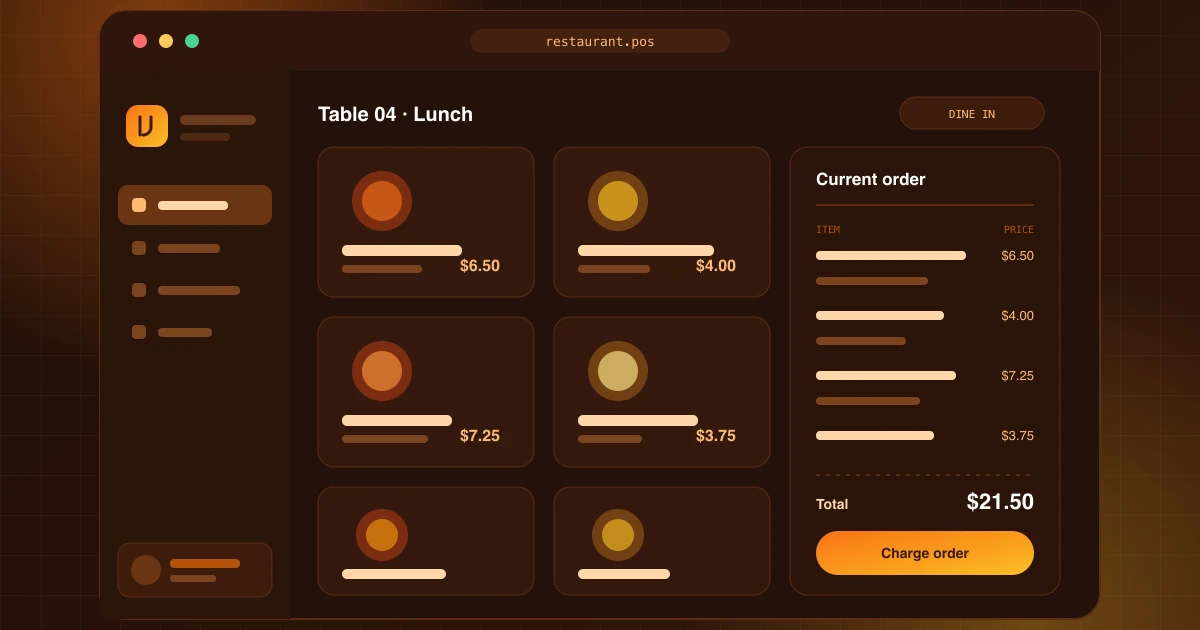 restaurant.pos
Table 04 · Lunch
DINE IN
$6.50
$4.00
$7.25
$3.75
Current order
ITEM PRICE
$6.50
$4.00
$7.25
$3.75
Total $21.50
Charge order